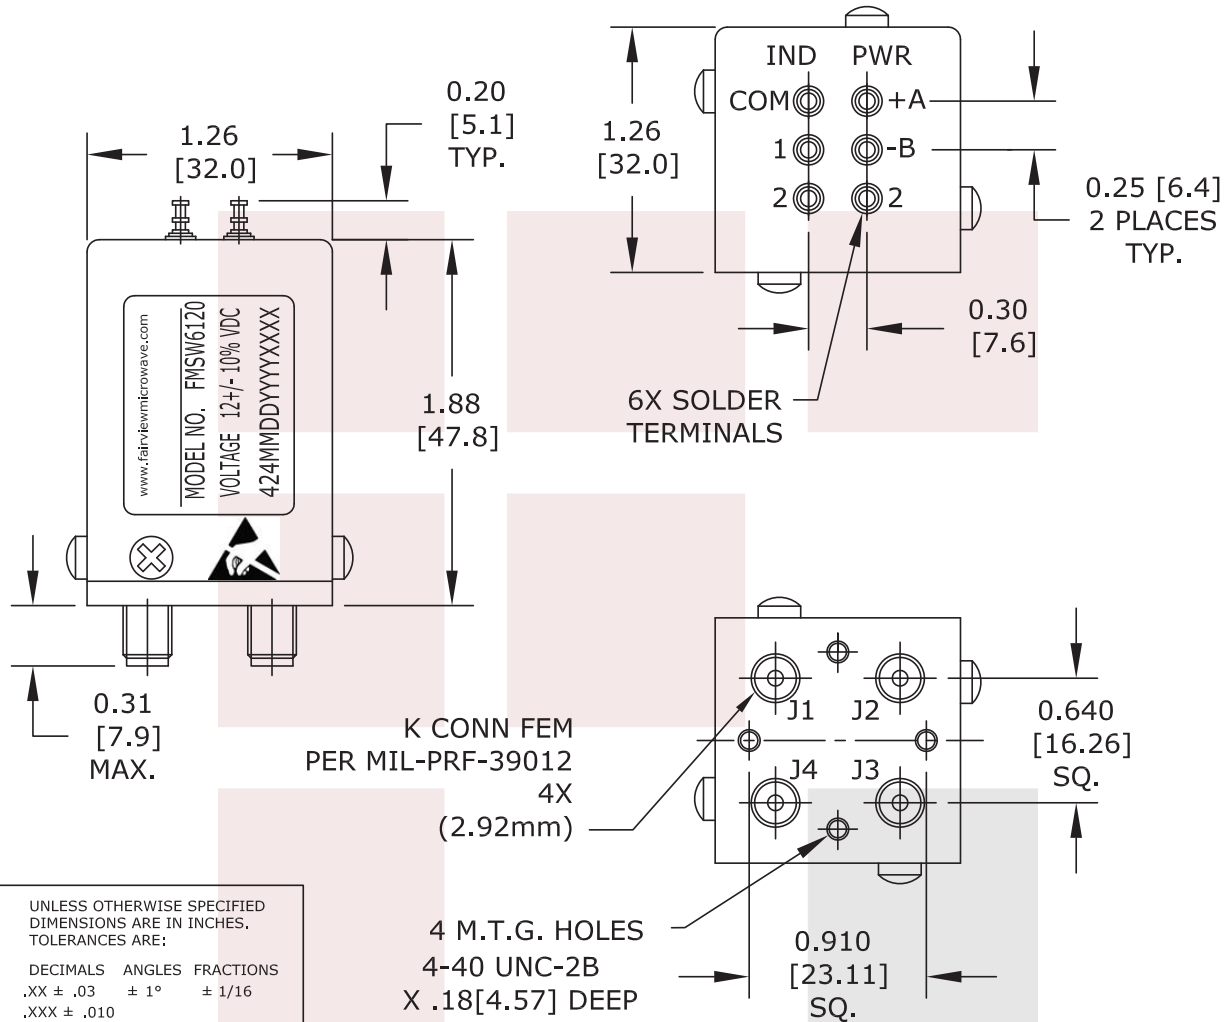 0.20
[5.1]
TYP.
1.26
[32.0]
www.fairviewmicrowave.com
MODEL NO. FMSW6120
VOLTAGE 12+/- 10% VDC
424MMDDYYYYXXXX
1.88
[47.8]
0.31
[7.9]
MAX.
IND PWR
COM +A
1 -B
2 2
1.26
[32.0]
0.25 [6.4]
2 PLACES
TYP.
0.30
[7.6]
6X SOLDER
TERMINALS
J1 J2
J4 J3
K CONN FEM
PER MIL-PRF-39012
4X
(2.92mm)
0.640
[16.26]
SQ.
4 M.T.G. HOLES
4-40 UNC-2B
X .18[4.57] DEEP
0.910
[23.11]
SQ.
UNLESS OTHERWISE SPECIFIED
DIMENSIONS ARE IN INCHES.
TOLERANCES ARE:
DECIMALS ANGLES FRACTIONS
.XX ± .03 ± 1° ± 1/16
.XXX ± .010